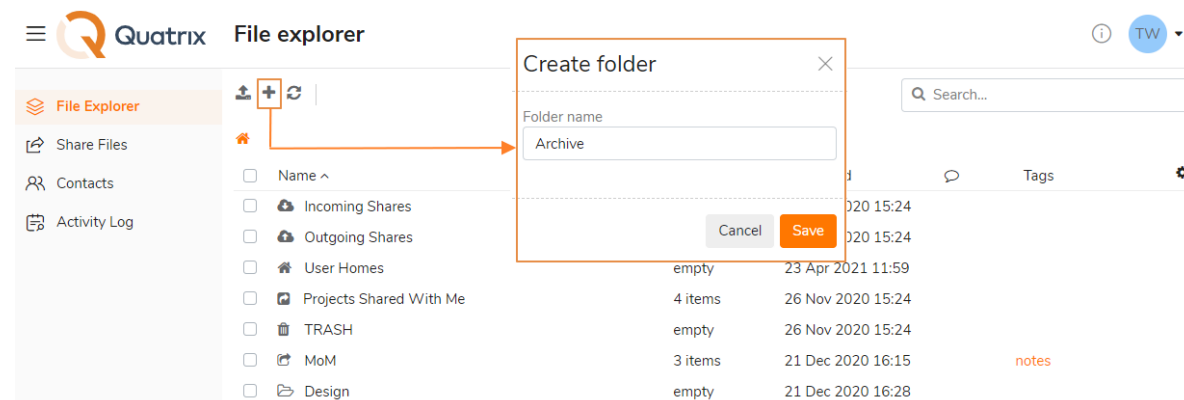 Quatrix
File explorer
TW
Create folder
File Explorer
Search...
Folder name
Share Files
Archive
Contacts
Name
Tags
Activity Log
Incoming Shares
020 15:24
Outgoing Shares
Cancel
Save
020 15:24
User Homes empty 23 Apr 2021 11:59
Projects Shared With Me 4 items 26 Nov 2020 15:24
TRASH empty 26 Nov 2020 15:24
MoM 3 items 21 Dec 2020 16:15 notes
Design empty 21 Dec 2020 16:28